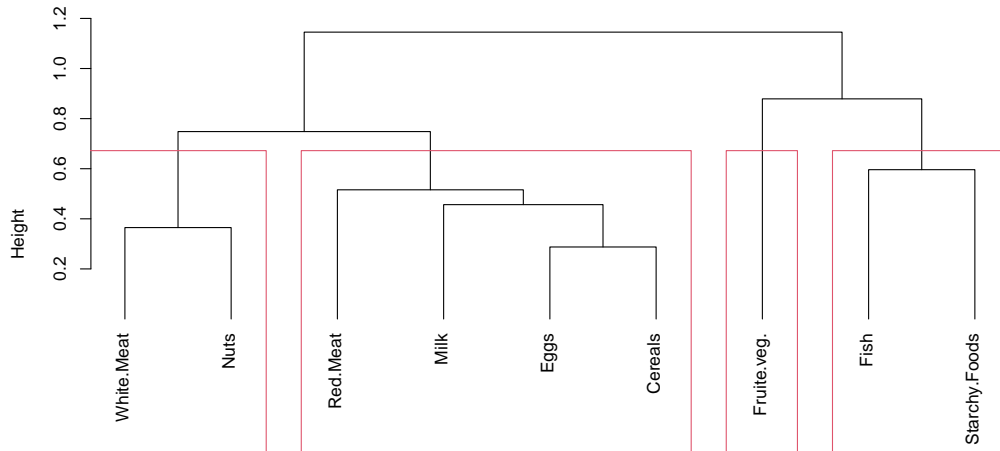 1.2
1.0
0.8
0.6
0.4
0.2
Height
White.Meat
Nuts
Red.Meat
Milk
Eggs
Cereals
Fruite.veg.
Fish
Starchy.Foods